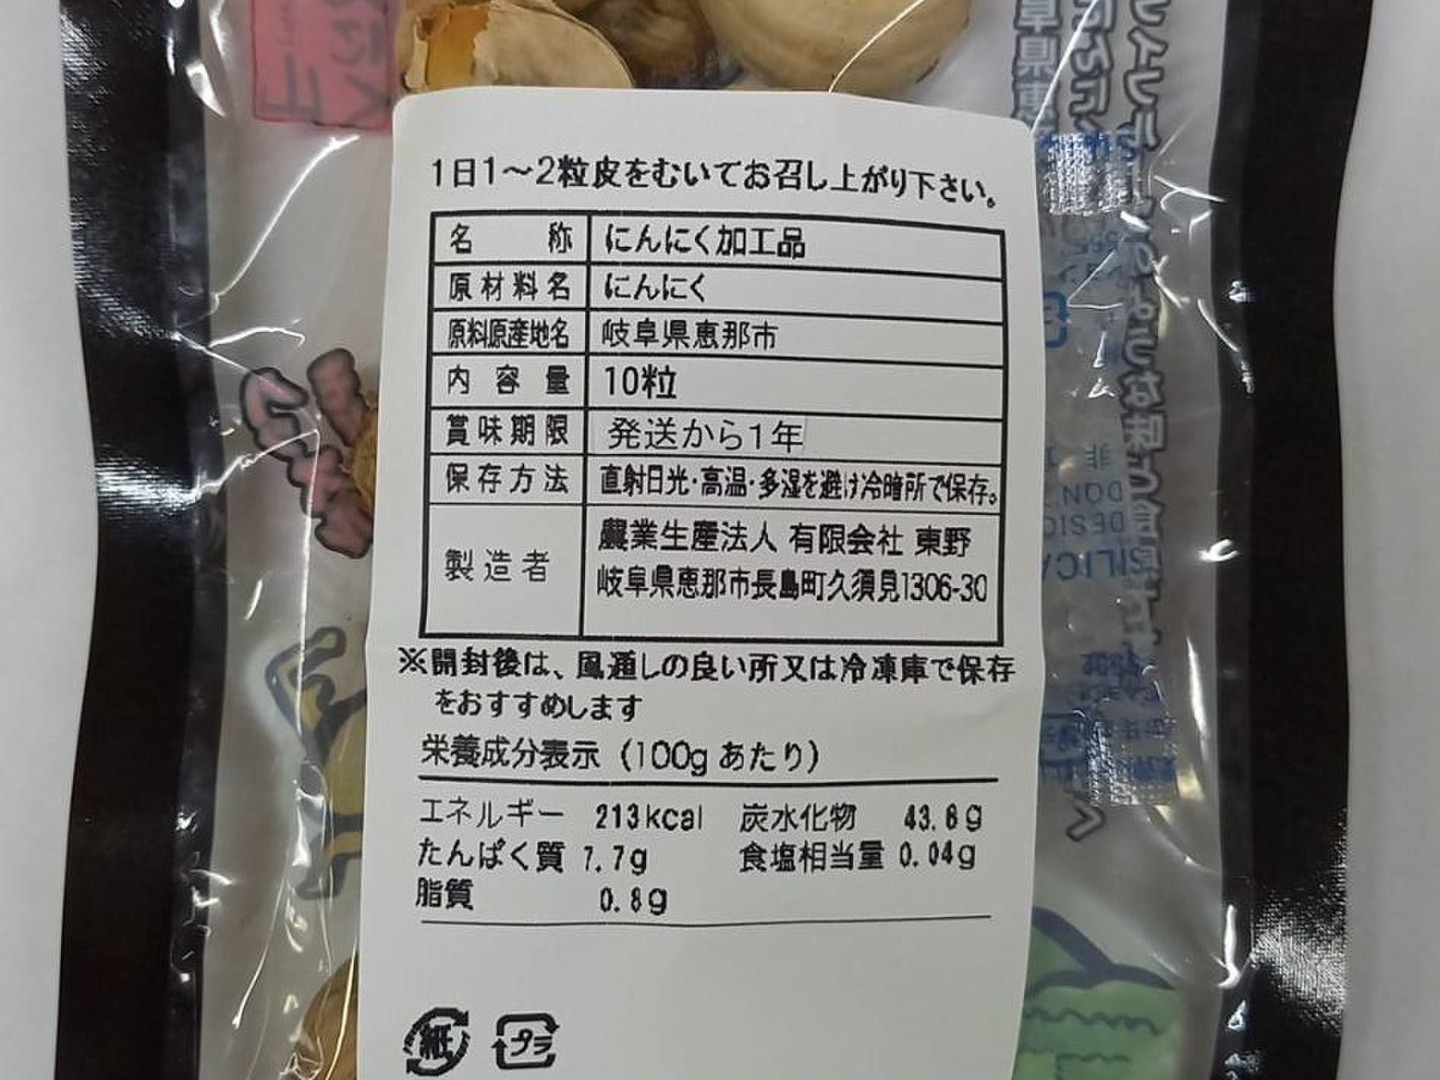 1日1～2粒皮をむいてお召し上がり下さい。
名称 にんにく加工品
原材料名 にんにく
原料原産地名 岐阜県恵那市
内容量 10粒
賞味期限 発送から1年
保存方法 直射日光・高温・多湿を避け冷暗所で保存。
製造者 農業生産法人 有限会社 東野
岐阜県恵那市長島町久須見1306-30
※開封後は、風通しの良い所又は冷凍庫で保存
をおすすめします
栄養成分表示（100gあたり）
エネルギー 213kcal 炭水化物 43.6g
たんぱく質 7.7g 食塩相当量 0.04g
脂質 0.8g
紙 プラ